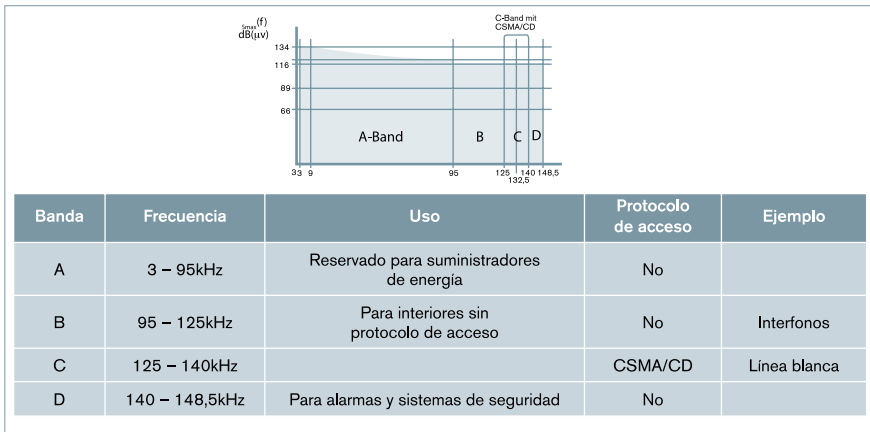 Smax(f)
dB(µv)
C-Band mit
CSMA/CD
134
116
89
66
A-Band
B
C
D
33 9 95 125 140 148,5
132,5
Banda Frecuencia Uso Protocolo de acceso Ejemplo
A 3 – 95kHz Reservado para suministradores de energía No
B 95 – 125kHz Para interiores sin protocolo de acceso No Interfonos
C 125 – 140kHz CSMA/CD Línea blanca
D 140 – 148,5kHz Para alarmas y sistemas de seguridad No